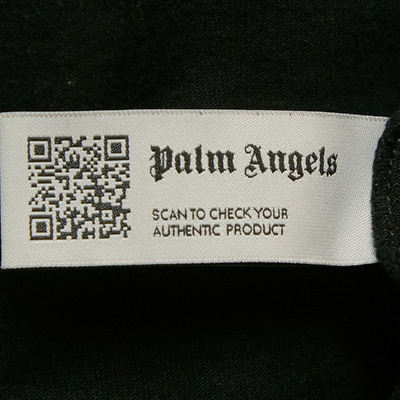 Palm Angels
SCAN TO CHECK YOUR
AUTHENTIC PRODUCT